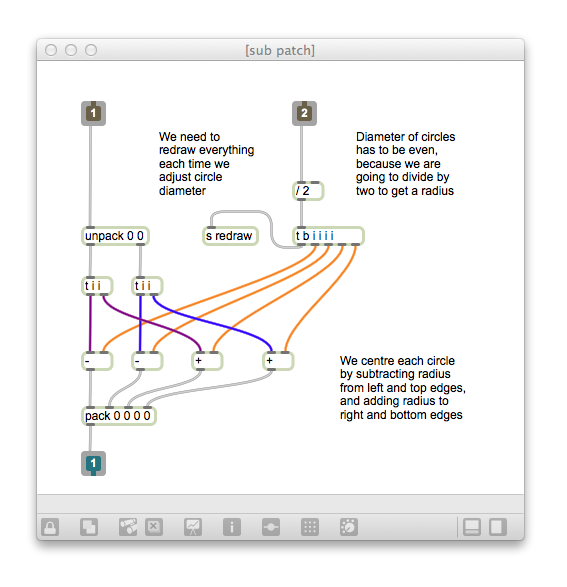 [sub patch]
1
2
We need to
redraw everything
each time we
adjust circle
diameter
Diameter of circles
has to be even,
because we are
going to divide by
two to get a radius
/ 2
unpack 0 0
s redraw
t b i i i i
t i i
t i i
-
-
+
+
We centre each circle
by subtracting radius
from left and top edges,
and adding radius to
right and bottom edges
pack 0 0 0 0
1